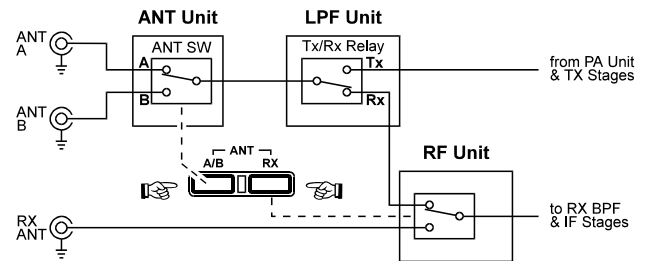 ANT Unit
LPF Unit
ANT
A
ANT SW
A
B
Tx/Rx Relay
Tx
Rx
from PA Unit
& TX Stages
ANT
B
ANT
A/B
RX
RF Unit
RX
ANT
to RX BPF
& IF Stages